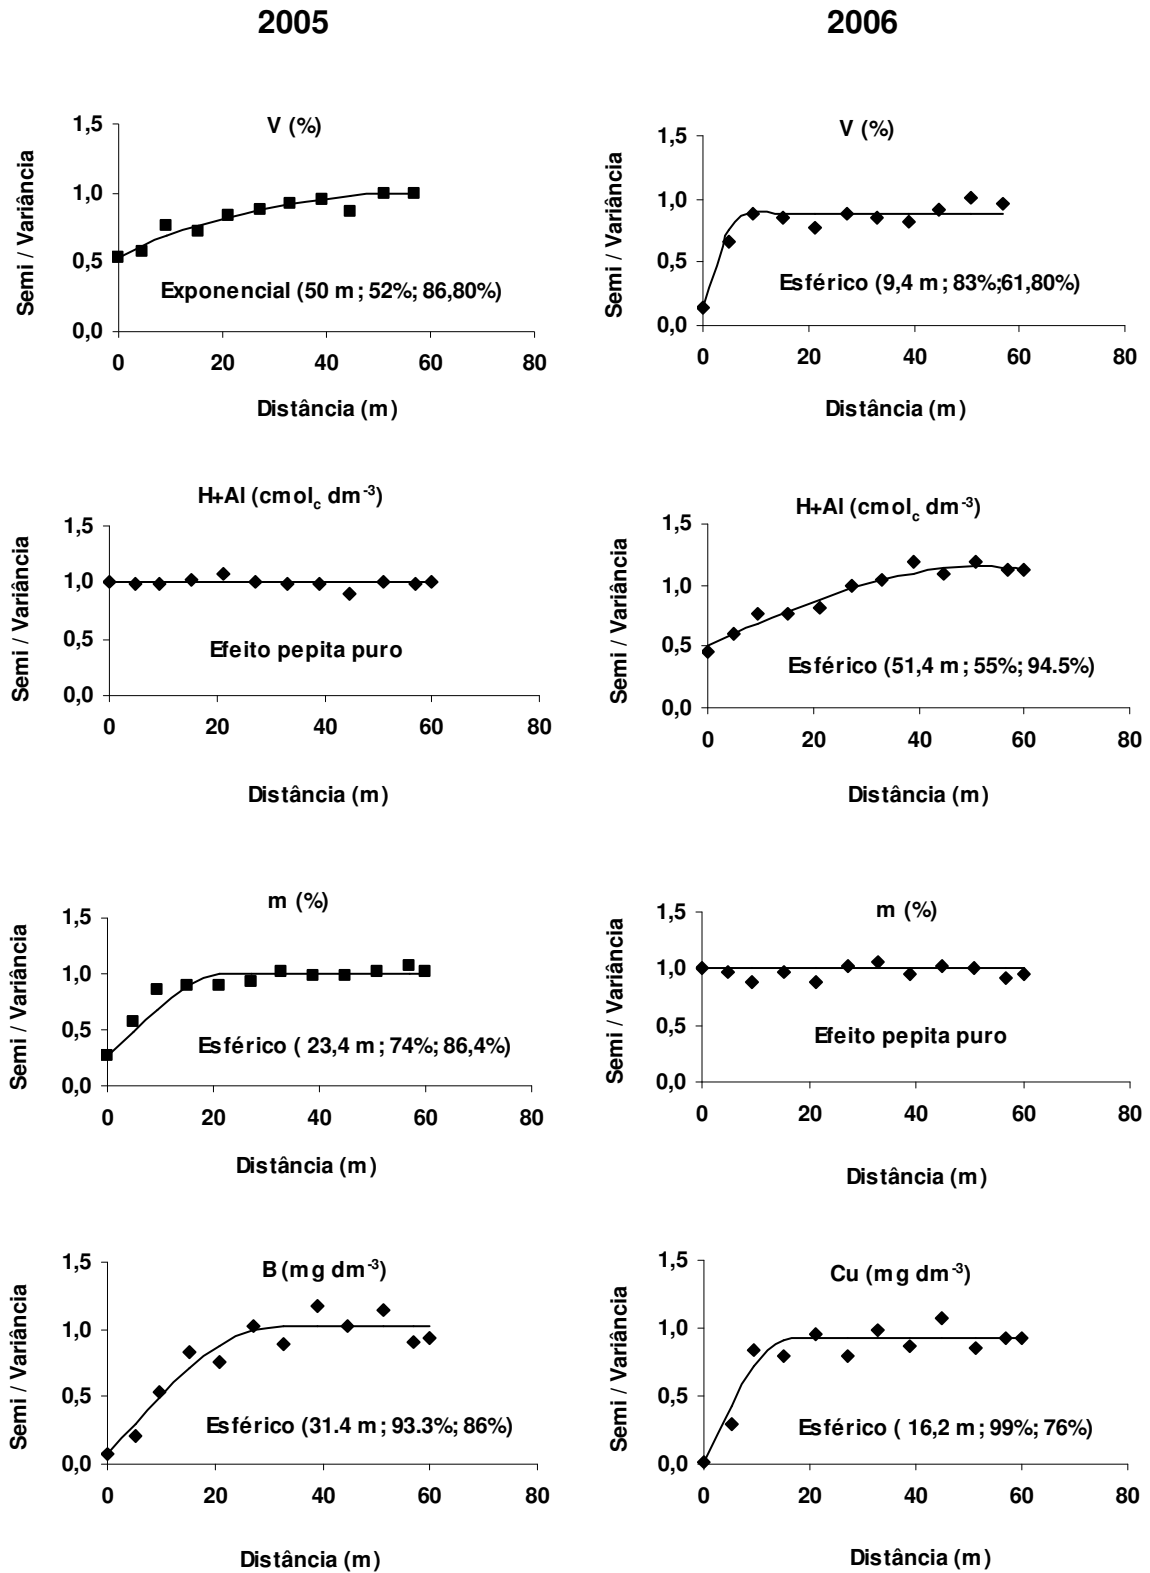 2005
2006
V (%)
1,5
1,0
0,5
0,0
Semi / Variância
Exponencial (50 m; 52%; 86,80%)
0 20 40 60 80
Distância (m)
V (%)
1,5
1,0
0,5
0,0
Semi / Variância
Esférico (9,4 m; 83%;61,80%)
0 20 40 60 80
Distância (m)
H+Al (cmolc dm-3)
1,5
1,0
0,5
0,0
Semi / Variância
Efeito pepita puro
0 20 40 60 80
Distância (m)
H+Al (cmolc dm-3)
1,5
1,0
0,5
0,0
Semi / Variância
Esférico (51,4 m; 55%; 94.5%)
0 20 40 60 80
Distância (m)
m (%)
1,5
1,0
0,5
0,0
Semi / Variância
Esférico ( 23,4 m; 74%; 86,4%)
0 20 40 60 80
Distância (m)
m (%)
1,5
1,0
0,5
0,0
Semi / Variância
Efeito pepita puro
0 20 40 60 80
Distância (m)
B (mg dm-3)
1,5
1,0
0,5
0,0
Semi / Variância
Esférico (31.4 m; 93.3%; 86%)
0 20 40 60 80
Distância (m)
Cu (mg dm-3)
1,5
1,0
0,5
0,0
Semi / Variância
Esférico ( 16,2 m; 99%; 76%)
0 20 40 60 80
Distância (m)